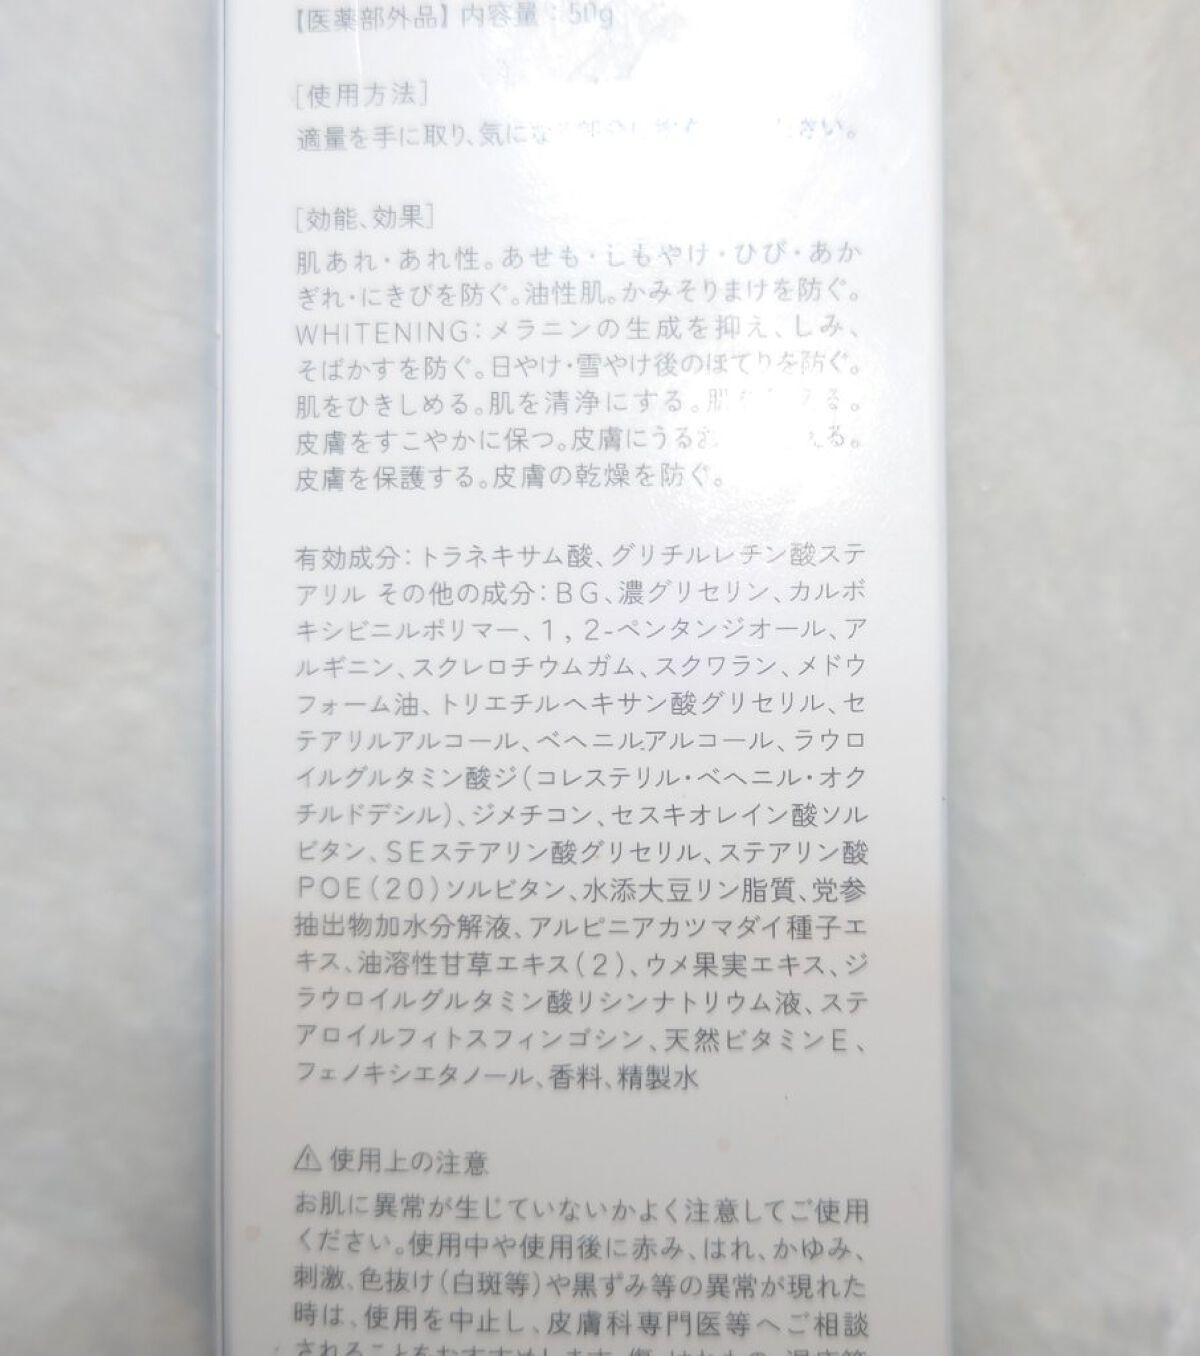 【医薬部外品】内容量：50g
[使用方法]
適量を手に取り、気になる部分に さい。
[効能、効果]
肌あれ・あれ性。あせも・しもやけ・ひび・あか
ぎれ・にきびを防ぐ。油性肌。かみそりまけを防ぐ。
WHITENING：メラニンの生成を抑え、しみ、
そばかすを防ぐ。日やけ・雪やけ後のほてりを防ぐ。
肌をひきしめる。肌を清浄にする。肌を える。
皮膚をすこやかに保つ。皮膚にうるお える。
皮膚を保護する。皮膚の乾燥を防ぐ。
有効成分：トラネキサム酸、グリチルレチン酸ステ
アリル その他の成分：BG、濃グリセリン、カルボ
キシビニルポリマー、1，2-ペンタンジオール、ア
ルギニン、スクレロチウムガム、スクワラン、メドウ
フォーム油、トリエチルヘキサン酸グリセリル、セ
テアリルアルコール、ベヘニルアルコール、ラウロ
イルグルタミン酸ジ（コレステリル・ベヘニル・オク
チルドデシル）、ジメチコン、セスキオレイン酸ソル
ビタン、SEステアリン酸グリセリル、ステアリン酸
POE（20）ソルビタン、水添大豆リン脂質、党参
抽出物加水分解液、アルピニアカツマダイ種子エ
キス、油溶性甘草エキス（2）、ウメ果実エキス、ジ
ラウロイルグルタミン酸リシンナトリウム液、ステ
アロイルフィトスフィンゴシン、天然ビタミンE、
フェノキシエタノール、香料、精製水
⚠使用上の注意
お肌に異常が生じていないかよく注意してご使用
ください。使用中や使用後に赤み、はれ、かゆみ、
刺激、色抜け（白斑等）や黒ずみ等の異常が現れた
時は、使用を中止し、皮膚科専門医等へご相談
されることをおすすめします。